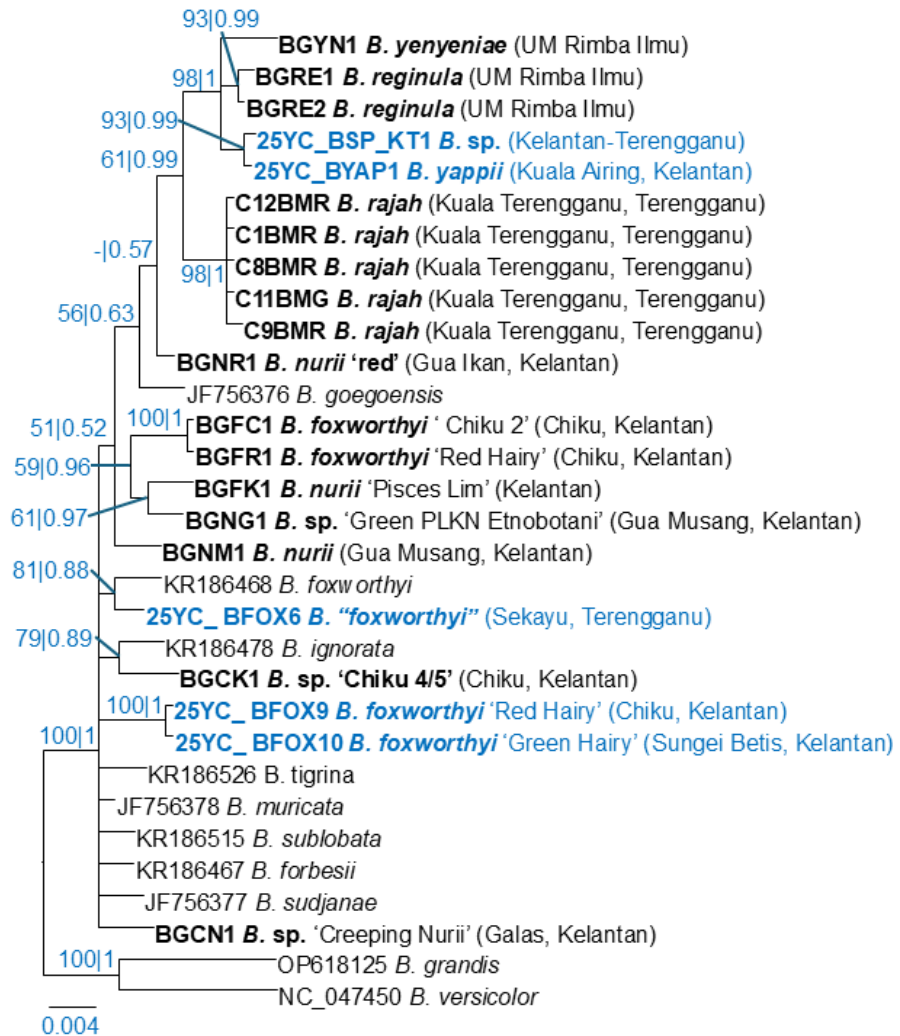 93|0.99
BGYN1 B. yenyeniae (UM Rimba Ilmu)
98|1
BGRE1 B. reginula (UM Rimba Ilmu)
BGRE2 B. reginula (UM Rimba Ilmu)
93|0.99
25YC_BSP_KT1 B. sp. (Kelantan-Terengganu)
61|0.99
25YC_BYAP1 B. yappii (Kuala Airing, Kelantan)
C12BMR B. rajah (Kuala Terengganu, Terengganu)
C1BMR B. rajah (Kuala Terengganu, Terengganu)
-|0.57
98|1
C8BMR B. rajah (Kuala Terengganu, Terengganu)
C11BMG B. rajah (Kuala Terengganu, Terengganu)
56|0.63
C9BMR B. rajah (Kuala Terengganu, Terengganu)
BGNR1 B. nurii ‘red’ (Gua Ikan, Kelantan)
JF756376 B. goegoensis
51|0.52
100|1
BGFC1 B. foxworthyi ‘ Chiku 2’ (Chiku, Kelantan)
59|0.96
BGFR1 B. foxworthyi ‘Red Hairy’ (Chiku, Kelantan)
BGFK1 B. nurii ‘Pisces Lim’ (Kelantan)
61|0.97
BGNG1 B. sp. ‘Green PLKN Etnobotani’ (Gua Musang, Kelantan)
BGNM1 B. nurii (Gua Musang, Kelantan)
81|0.88
KR186468 B. foxworthyi
25YC_ BFOX6 B. “foxworthyi” (Sekayu, Terengganu)
79|0.89
KR186478 B. ignorata
BGCK1 B. sp. ‘Chiku 4/5’ (Chiku, Kelantan)
100|1
25YC_ BFOX9 B. foxworthyi ‘Red Hairy’ (Chiku, Kelantan)
100|1
25YC_ BFOX10 B. foxworthyi ‘Green Hairy’ (Sungei Betis, Kelantan)
KR186526 B. tigrina
JF756378 B. muricata
KR186515 B. sublobata
KR186467 B. forbesii
JF756377 B. sudjanae
BGCN1 B. sp. ‘Creeping Nurii’ (Galas, Kelantan)
100|1
OP618125 B. grandis
NC_047450 B. versicolor
0.004